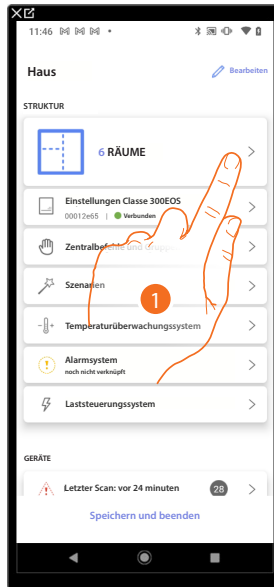 11:46
Haus
Bearbeiten
STRUKTUR
6 RÄUME
Einstellungen Classe 300EOS
00012e65 | Verbunden
Zentralbefehle und Gruppen
Szenarien
1
Temperaturüberwachungssystem
Alarmsystem
noch nicht verknüpft
Laststeuerungssystem
GERÄTE
Letzter Scan: vor 24 minuten
28
Speichern und beenden